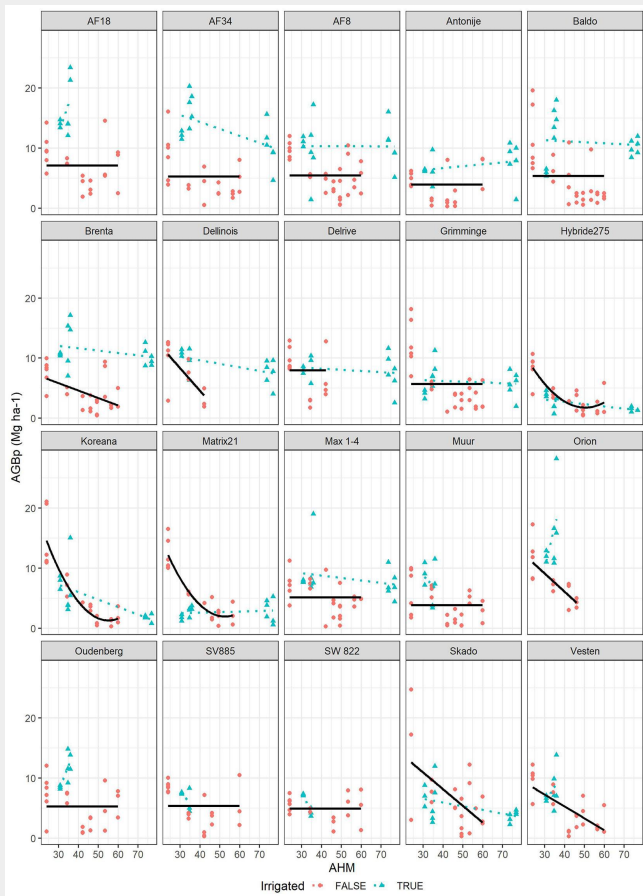 AF18 AF34 AF8 Antonije Baldo
20
10
0
Brenta Dellinois Delrive Grimminge Hybride275
20
10
0
Koreana Matrix21 Max 1-4 Muur Orion
20
10
0
Oudenberg SV885 SW 822 Skado Vesten
20
10
0
AGBp (Mg ha-1)
30 40 50 60 70 30 40 50 60 70 30 40 50 60 70 30 40 50 60 70 30 40 50 60 70
AHM
Irrigated FALSE TRUE